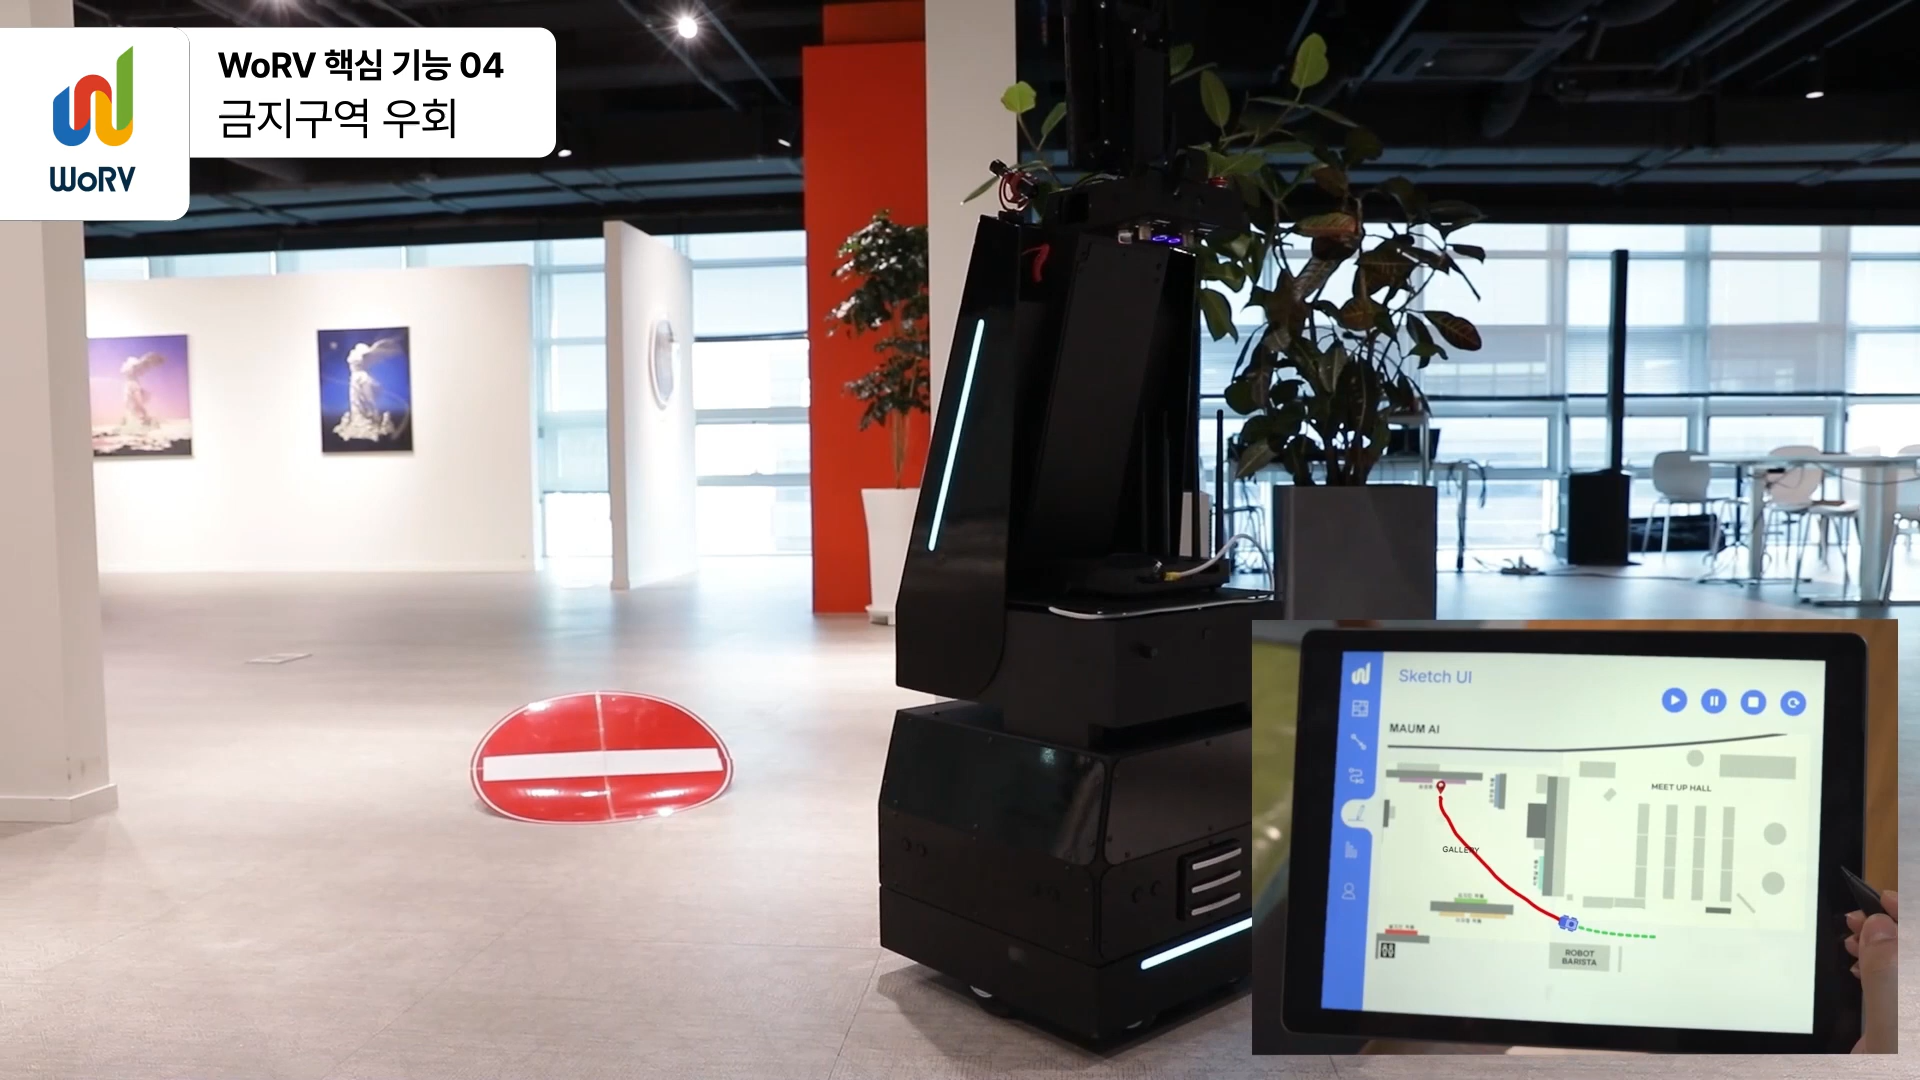 WoRV 핵심 기능 04
금지구역 우회
WoRV
Sketch UI
MAUM AI
MEET UP HALL
GALLERY
ROBOT
BARISTA